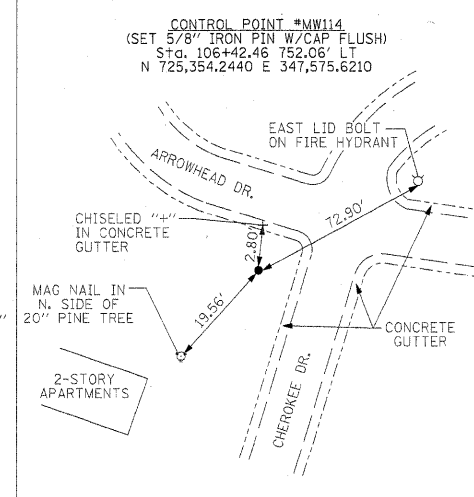 CONTROL POINT #MW114
(SET 5/8" IRON PIN W/CAP FLUSH)
Sta. 106+42.46 752.06' LT
N 725,354.2440 E 347,575.6210
EAST LID BOLT
ON FIRE HYDRANT
ARROWHEAD DR.
72.90'
CHISELED "+"
IN CONCRETE
GUTTER
2.80'
MAG NAIL IN
N. SIDE OF
20" PINE TREE
"
19.56'
CONCRETE
GUTTER
2-STORY
APARTMENTS
CHEROKEE DR.